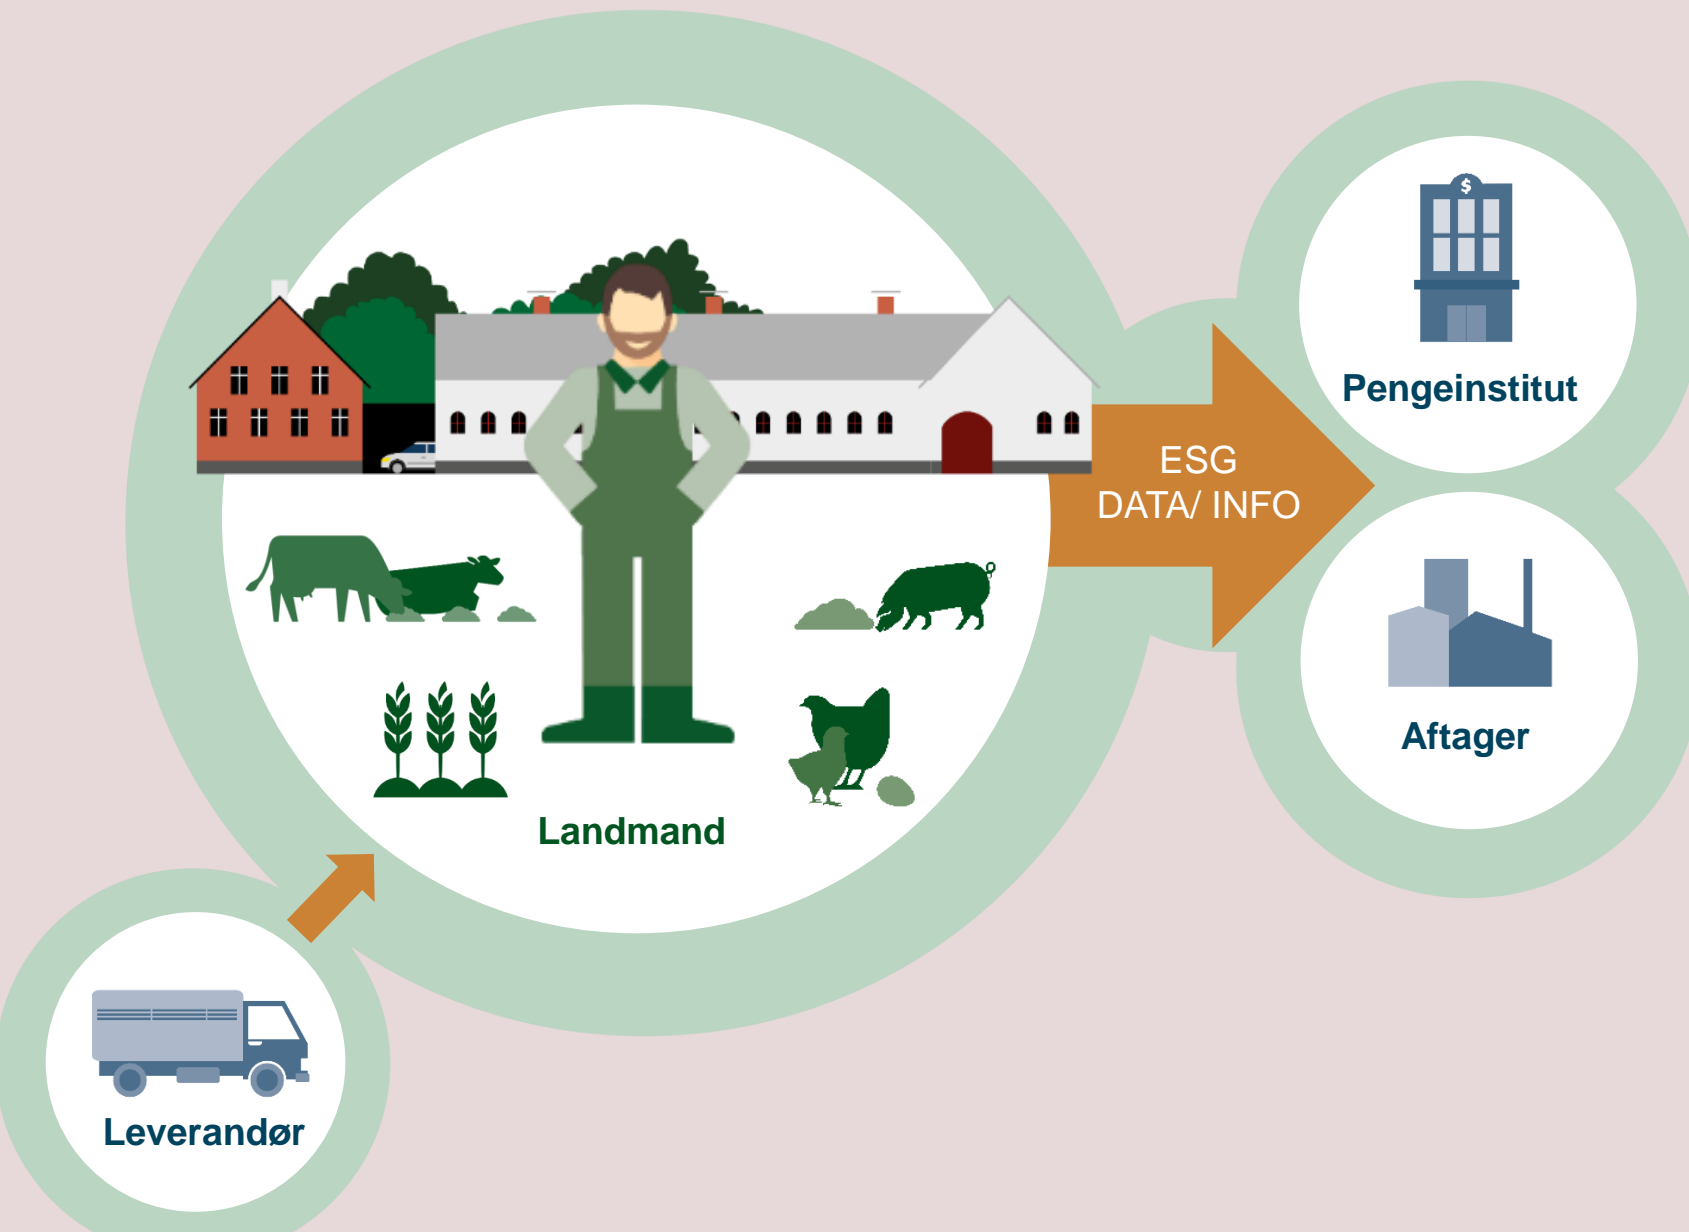 $
Pengeinstitut
ESG
DATA/ INFO
Aftager
Landmand
Leverandør